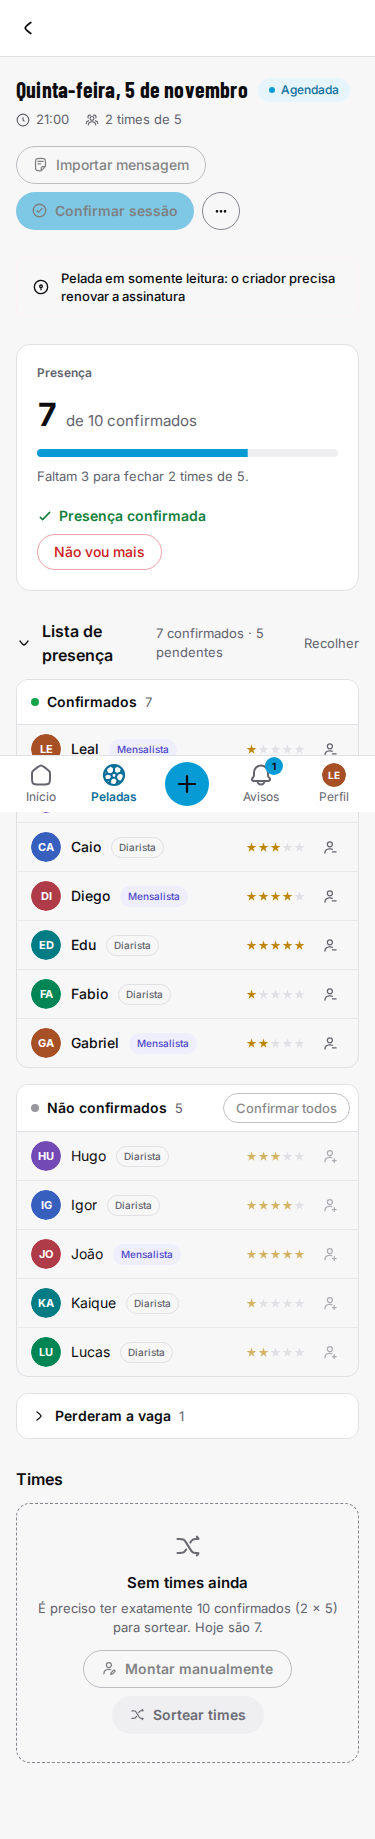 Quinta-feira, 5 de novembro Agendada
21:00 2 times de 5
Importar mensagem
Confirmar sessão
Pelada em somente leitura: o criador precisa
renovar a assinatura
Presença
7 de 10 confirmados
Faltam 3 para fechar 2 times de 5.
Presença confirmada
Não vou mais
Lista de
presença
7 confirmados · 5
pendentes
Recolher
Confirmados 7
LE Leal Mensalista
Início
Peladas
1
Avisos
LE
Perfil
CA Caio Diarista
DI Diego Mensalista
ED Edu Diarista
FA Fabio Diarista
GA Gabriel Mensalista
Não confirmados 5 Confirmar todos
HU Hugo Diarista
IG Igor Diarista
JO João Mensalista
KA Kaique Diarista
LU Lucas Diarista
Perderam a vaga 1
Times
Sem times ainda
É preciso ter exatamente 10 confirmados (2 × 5)
para sortear. Hoje são 7.
Montar manualmente
Sortear times